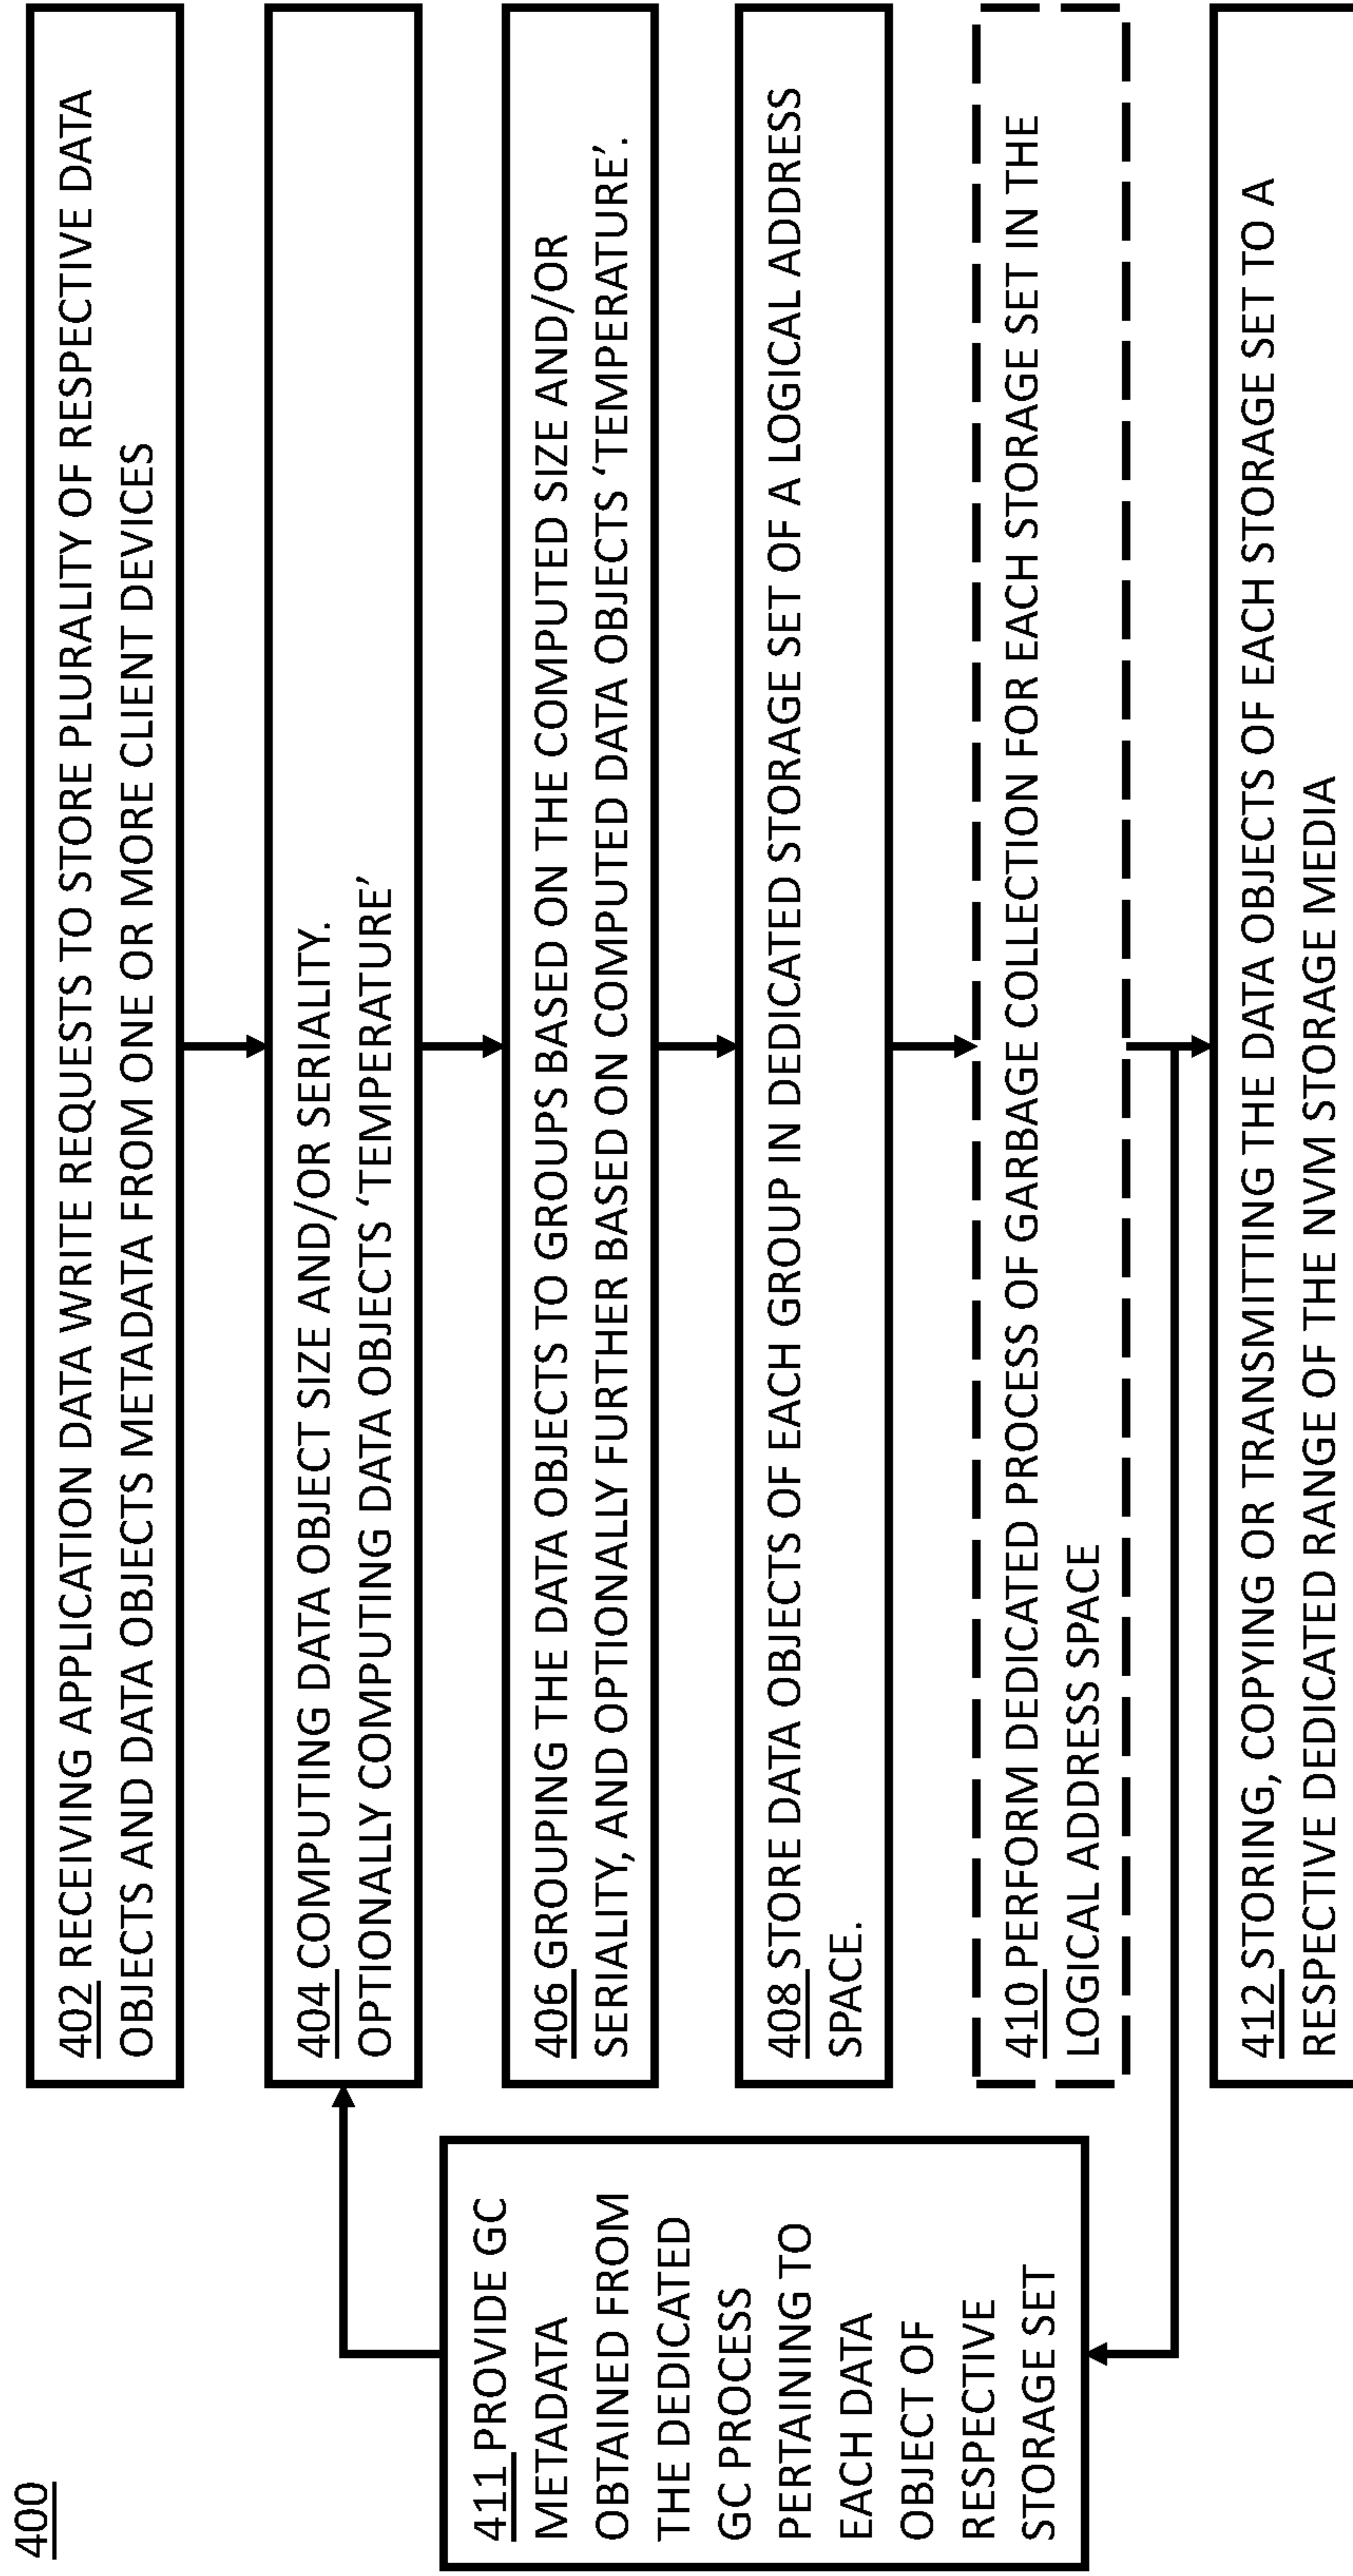 400
402 RECEIVING APPLICATION DATA WRITE REQUESTS TO STORE PLURALITY OF RESPECTIVE DATA
OBJECTS AND DATA OBJECTS METADATA FROM ONE OR MORE CLIENT DEVICES
404 COMPUTING DATA OBJECT SIZE AND/OR SERIALITY.
OPTIONALLY COMPUTING DATA OBJECTS ‘TEMPERATURE’
406 GROUPING THE DATA OBJECTS TO GROUPS BASED ON THE COMPUTED SIZE AND/OR
SERIALITY, AND OPTIONALLY FURTHER BASED ON COMPUTED DATA OBJECTS ‘TEMPERATURE’.
408 STORE DATA OBJECTS OF EACH GROUP IN DEDICATED STORAGE SET OF A LOGICAL ADDRESS
SPACE.
410 PERFORM DEDICATED PROCESS OF GARBAGE COLLECTION FOR EACH STORAGE SET IN THE
LOGICAL ADDRESS SPACE
411 PROVIDE GC
METADATA
OBTAINED FROM
THE DEDICATED
GC PROCESS
PERTAINING TO
EACH DATA
OBJECT OF
RESPECTIVE
STORAGE SET
412 STORING, COPYING OR TRANSMITTING THE DATA OBJECTS OF EACH STORAGE SET TO A
RESPECTIVE DEDICATED RANGE OF THE NVM STORAGE MEDIA